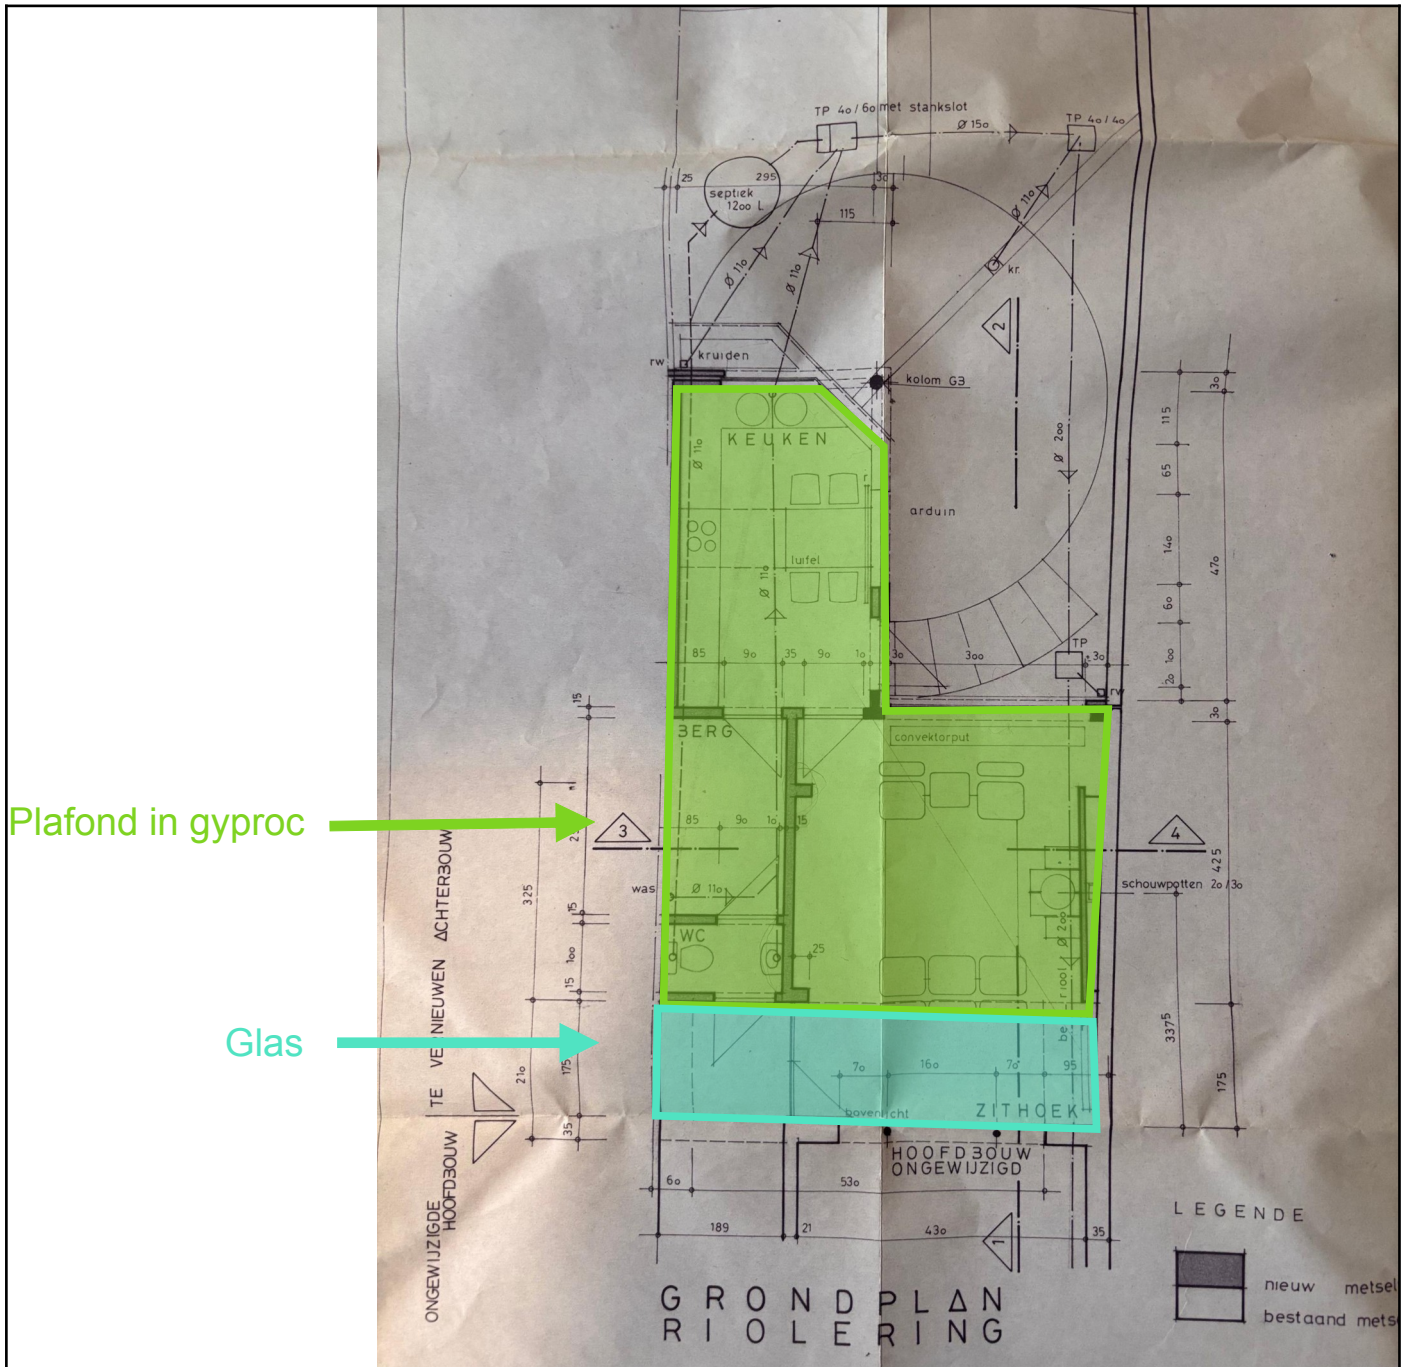 TP 40/60 met stankslot
Ø 150
TP 40/40
25
295
30
septiek
1200 L
115
Ø 110
Ø 110
Ø 110
kr.
2
kruiden
rw
kolom G3
30
115
KEUKEN
Ø 110
Ø 200
65
arduin
140
470
luifel
Ø 110
60
TP
85
90
35
90
10
30
300
30
100
20
rw
15
30
BERG
convektorput
Plafond in gyproc
3
85
90
10
15
4
425
325
was
Ø 110
schouwpotten 20/30
15
WC
25
100
Ø 200
15
Glas
3375
210
175
70
160
70
95
175
bovenlicht
ZITHOEK
35
HOOFDBOUW
ONGEWIJZIGD
TE VERNIEUWEN ACHTERBOUW
ONGEWIJZIGDE
HOOFDBOUW
60
530
LEGENDE
189
21
430
35
1
nieuw metsel
bestaand mets
GRONDPLAN
RIOLERING